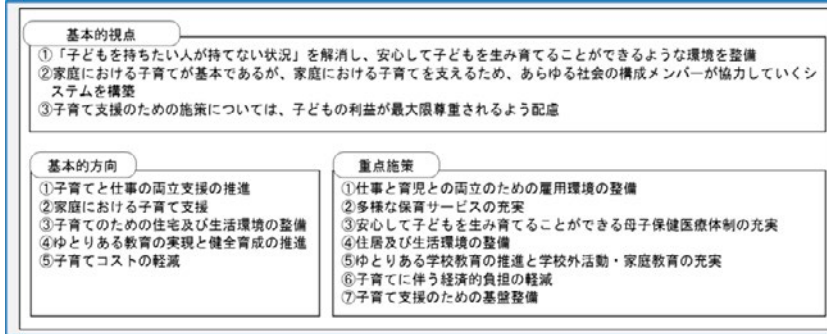 基本的視点
①「子どもを持ちたい人が持てない状況」を解消し、安心して子どもを生み育てることができるような環境を整備
②家庭における子育てが基本であるが、家庭における子育てを支えるため、あらゆる社会の構成メンバーが協力していくシ
ステムを構築
③子育て支援のための施策については、子どもの利益が最大限尊重されるよう配慮
基本的方向
①子育てと仕事の両立支援の推進
②家庭における子育て支援
③子育てのための住宅及び生活環境の整備
④ゆとりある教育の実現と健全育成の推進
⑤子育てコストの軽減
重点施策
①仕事と育児との両立のための雇用環境の整備
②多様な保育サービスの充実
③安心して子どもを生み育てることができる母子保健医療体制の充実
④住居及び生活環境の整備
⑤ゆとりある学校教育の推進と学校外活動・家庭教育の充実
⑥子育てに伴う経済的負担の軽減
⑦子育て支援のための基盤整備